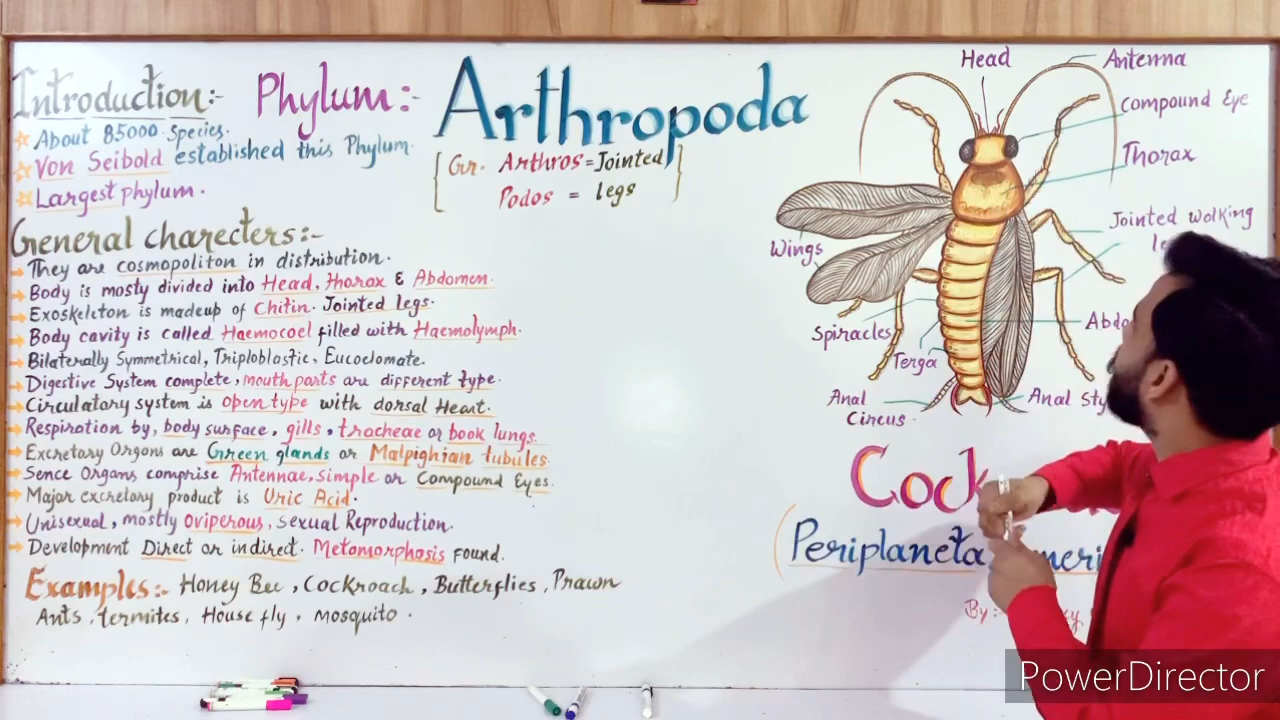 Introduction:-
About 85000 Species.
Von Seibold established this Phylum.
Largest phylum.
Phylum:- Arthropoda
[Gr. Arthros = Jointed
Podos = legs]
General charecters:-
They are cosmopoliton in distribution.
Body is mostly divided into Head, thorax & Abdomen.
Exoskeleton is madeup of Chitin. Jointed legs.
Body cavity is called Haemocoel filled with Haemolymph.
Bilaterally Symmetrical, Triploblastic, Eucoelomate.
Digestive System complete, mouth parts are different type.
Circulatory system is open type with dorsal Heart.
Respiration by, body surface, gills, tracheae or book lungs.
Excretory Organs are Green glands or Malpighian tubules.
Sence Organs comprise Antennae, Simple or Compound Eyes.
Major excretory product is Uric Acid.
Unisexual, mostly oviperous, Sexual Reproduction.
Development Direct or indirect. Metamorphosis found.
Examples:- Honey Bee, Cockroach, Butterflies, Prawn
Ants, termites, House fly, mosquito.
Head
Antenna
Compound Eye
Thorax
Jointed walking
Wings
Spiracles
Terga
Anal
Circus
Anal
Periplaneta
By:-
PowerDirector